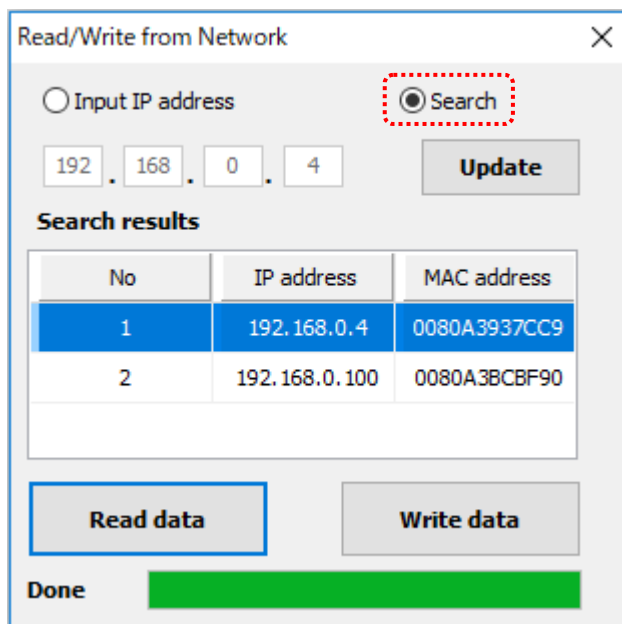 Read/Write from Network
Input IP address Search
192 . 168 . 0 . 4 Update
Search results
No IP address MAC address
1 192.168.0.4 0080A3937CC9
2 192.168.0.100 0080A3BCBF90
Read data Write data
Done